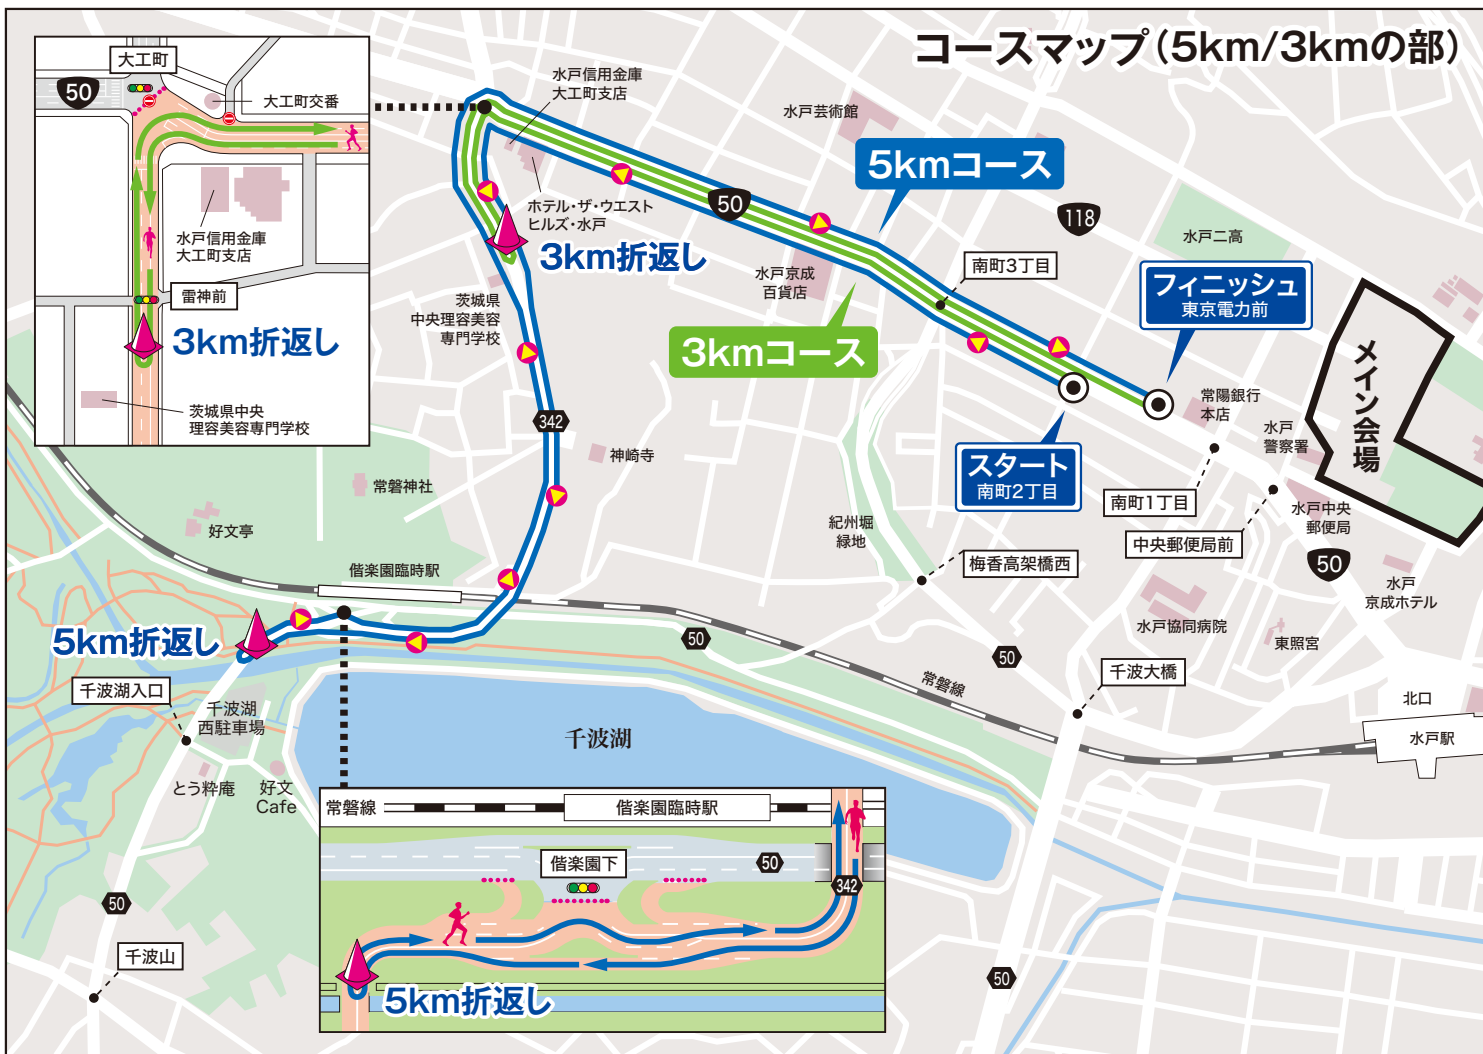 コースマップ（5km/3kmの部）
大工町
50
大工町交番
水戸信用金庫
大工町支店
雷神前
3km折返し
茨城県中央
理容美容専門学校
水戸信用金庫
大工町支店
水戸芸術館
5kmコース
50
118
ホテル・ザ・ウエスト
ヒルズ・水戸
3km折返し
水戸二高
南町3丁目
水戸京成
百貨店
フィニッシュ
東京電力前
茨城県
中央理容美容
専門学校
3kmコース
メイン会場
常陽銀行
本店
342
水戸
警察署
神崎寺
スタート
南町2丁目
常磐神社
南町1丁目
水戸中央
郵便局
好文亭
紀州堀
緑地
中央郵便局前
50
偕楽園臨時駅
梅香高架橋西
水戸
京成ホテル
5km折返し
水戸協同病院
50
東照宮
50
千波湖入口
常磐線
千波大橋
千波湖
西駐車場
北口
千波湖
水戸駅
とう粋庵
好文
Cafe
常磐線
偕楽園臨時駅
偕楽園下
50
342
50
千波山
5km折返し
50